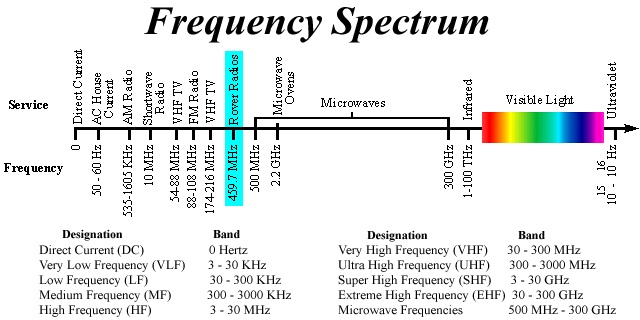 Frequency Spectrum
Service
Direct Current
AC House Current
AM Radio
Shortwave Radio
VHF TV
FM Radio
VHF TV
Rover Radios
Microwave Ovens
Microwaves
Infrared
Visible Light
Ultraviolet
Frequency
0
50 - 60 Hz
535-1605 KHz
10 MHz
54-88 MHz
88-108 MHz
174-216 MHz
459.7 MHz
500 MHz
2.2 GHz
300 GHz
1-100 THz
15 16
10 - 10 Hz
Designation Band
Direct Current (DC) 0 Hertz
Very Low Frequency (VLF) 3 - 30 KHz
Low Frequency (LF) 30 - 300 KHz
Medium Frequency (MF) 300 - 3000 KHz
High Frequency (HF) 3 - 30 MHz
Designation Band
Very High Frequency (VHF) 30 - 300 MHz
Ultra High Frequency (UHF) 300 - 3000 MHz
Super High Frequency (SHF) 3 - 30 GHz
Extreme High Frequency (EHF) 30 - 300 GHz
Microwave Frequencies 500 MHz - 300 GHz